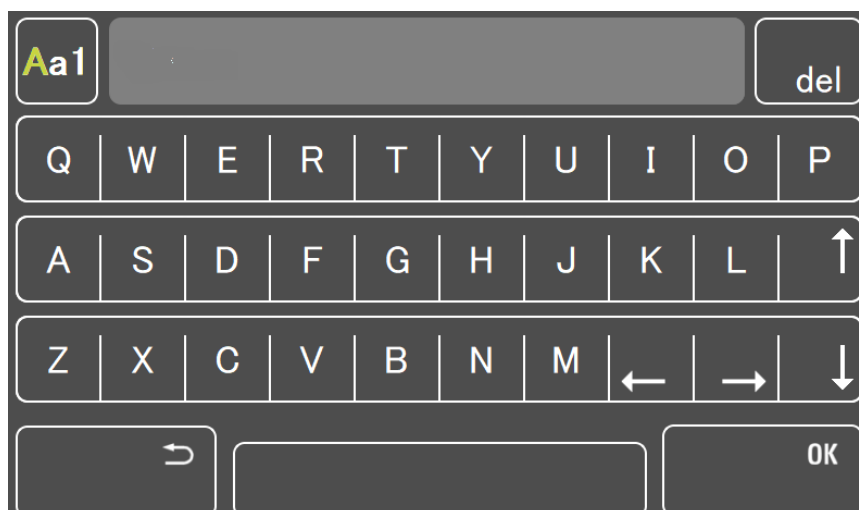 Aa1 del
Q W E R T Y U I O P
A S D F G H J K L ↑
Z X C V B N M ← → ↓
OK